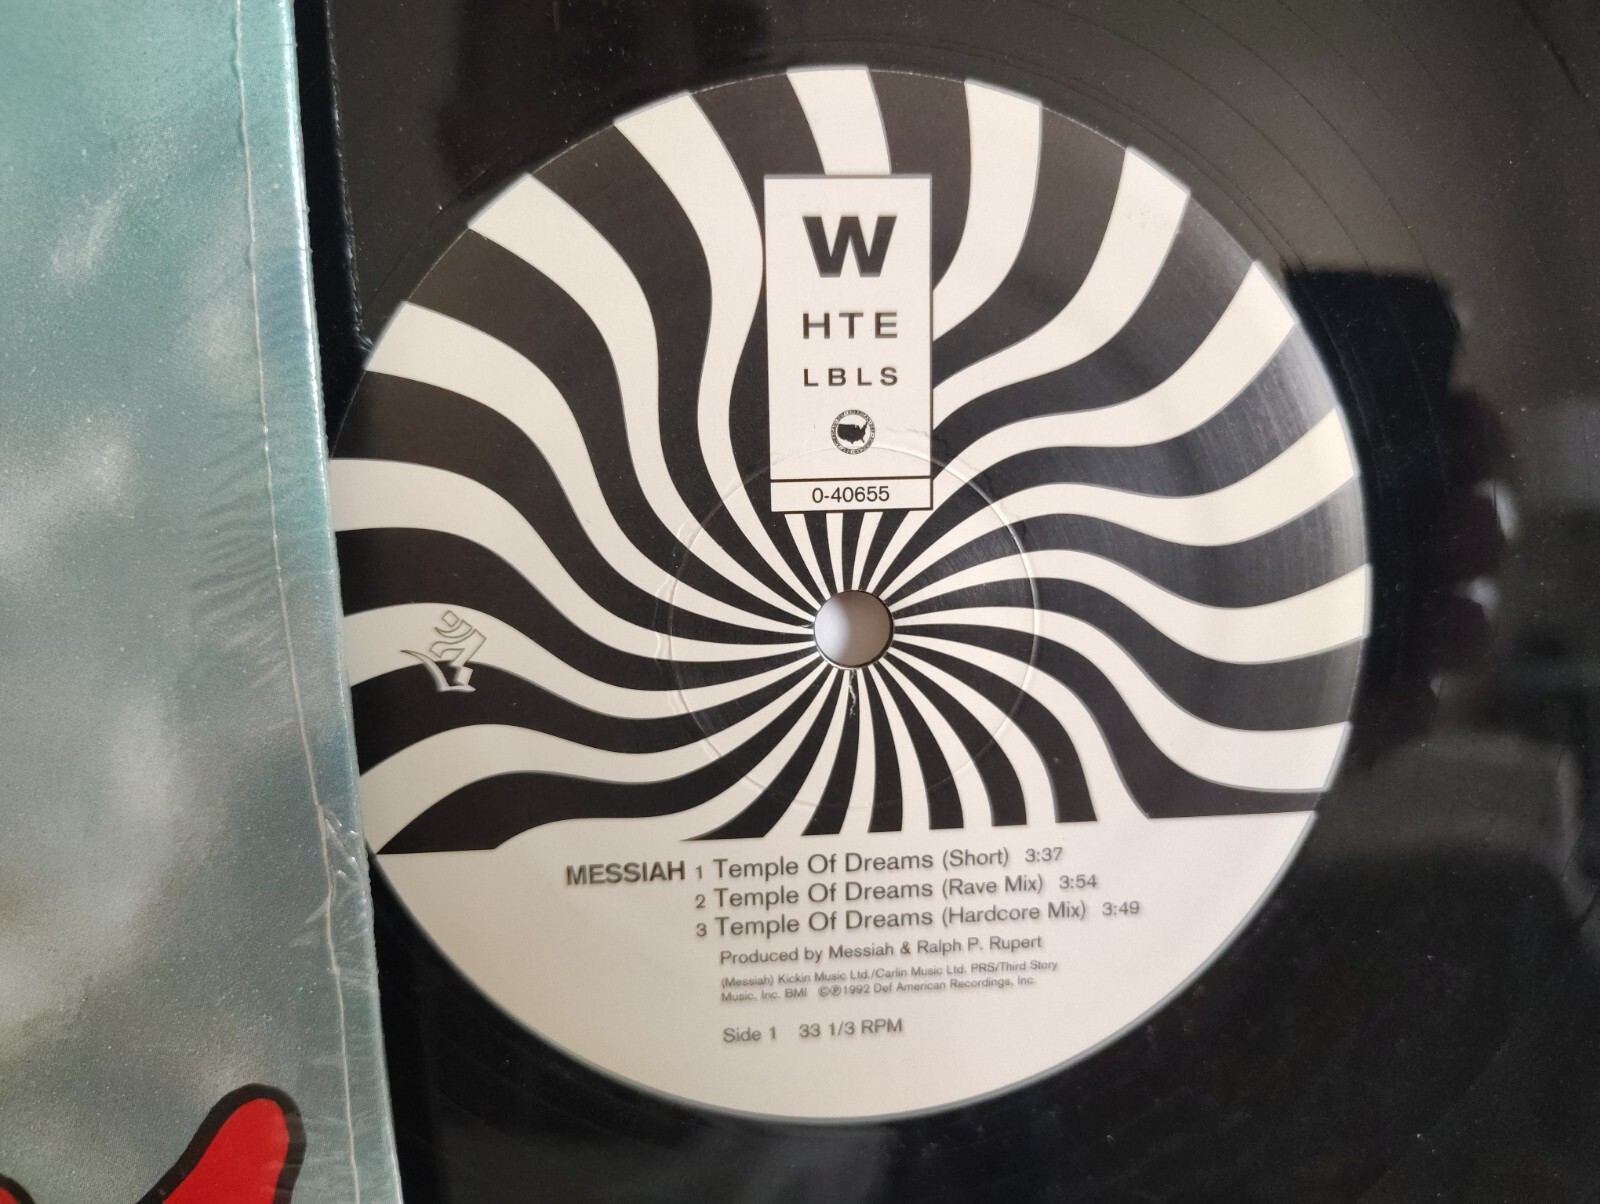 W
HTE
LBLS
0-40655
MESSIAH 1 Temple Of Dreams (Short) 3:37
2 Temple Of Dreams (Rave Mix) 3:54
3 Temple Of Dreams (Hardcore Mix) 3:49
Produced by Messiah & Ralph P. Rupert
(Messiah) Kickin Music Ltd./Carlin Music Ltd. PRS/Third Story
Music, Inc. BMI ©℗1992 Def American Recordings, Inc.
Side 1 33 1/3 RPM